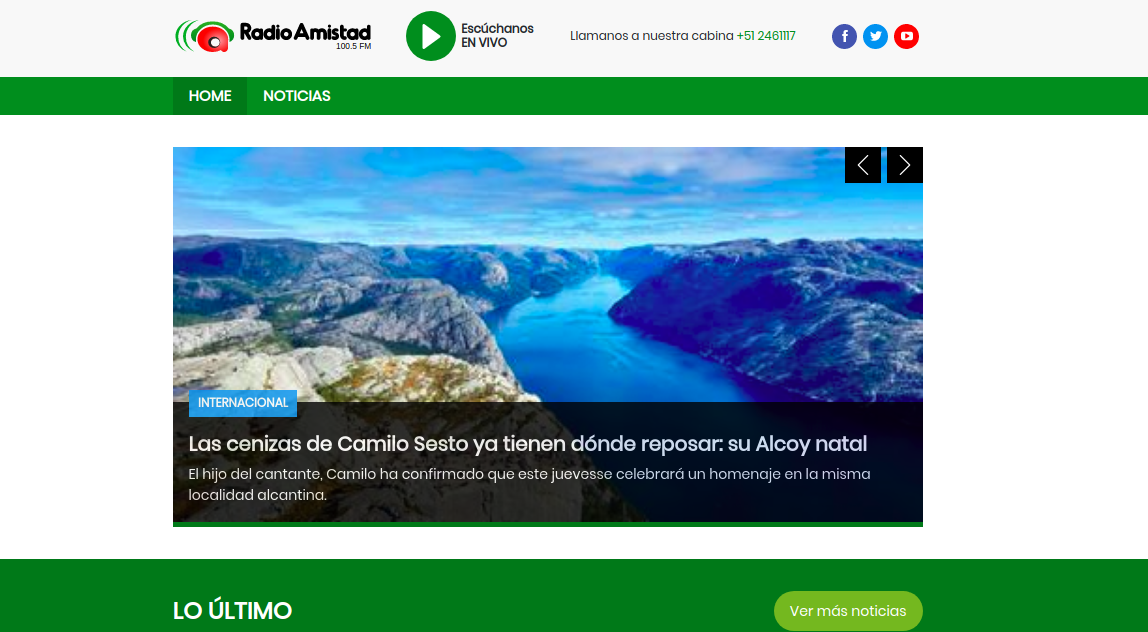 Radio Amistad
100.5 FM
Escúchanos
EN VIVO
Llamanos a nuestra cabina +51 2461117
HOME
NOTICIAS
INTERNACIONAL
Las cenizas de Camilo Sesto ya tienen dónde reposar: su Alcoy natal
El hijo del cantante, Camilo ha confirmado que este juevesse celebrará un homenaje en la misma
localidad alcantina.
LO ÚLTIMO
Ver más noticias